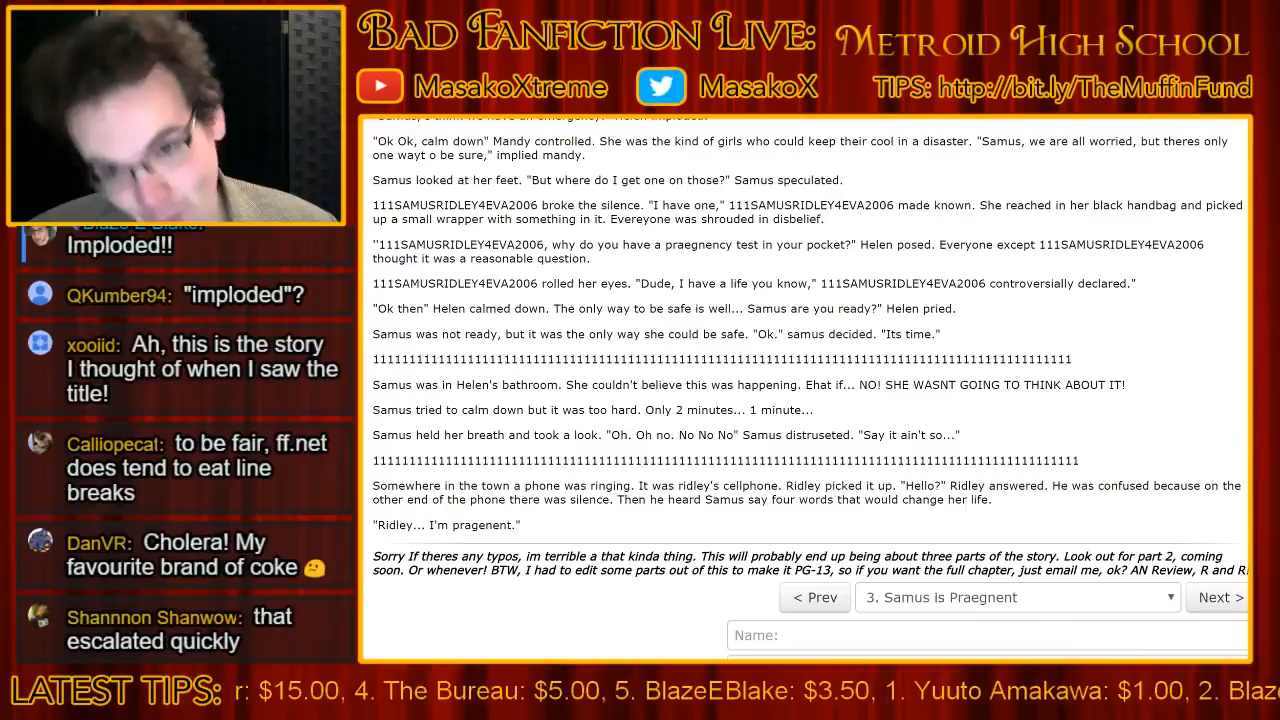 BAD FANFICTION LIVE: METROID HIGH SCHOOL
MasakoXtreme MasakoX TIPS: http://bit.ly/TheMuffinFund
"Ok Ok, calm down" Mandy controlled. She was the kind of girls who could keep their cool in a disaster. "Samus, we are all worried, but theres only
one wayt o be sure," implied mandy.
Samus looked at her feet. "But where do I get one on those?" Samus speculated.
111SAMUSRIDLEY4EVA2006 broke the silence. "I have one," 111SAMUSRIDLEY4EVA2006 made known. She reached in her black handbag and picked
up a small wrapper with something in it. Evereyone was shrouded in disbelief.
"111SAMUSRIDLEY4EVA2006, why do you have a praegnency test in your pocket?" Helen posed. Everyone except 111SAMUSRIDLEY4EVA2006
thought it was a reasonable question.
111SAMUSRIDLEY4EVA2006 rolled her eyes. "Dude, I have a life you know," 111SAMUSRIDLEY4EVA2006 controversially declared."
"Ok then" Helen calmed down. The only way to be safe is well... Samus are you ready?" Helen pried.
Samus was not ready, but it was the only way she could be safe. "Ok." samus decided. "Its time."
Samus was in Helen's bathroom. She couldn't believe this was happening. Ehat if... NO! SHE WASNT GOING TO THINK ABOUT IT!
Samus tried to calm down but it was too hard. Only 2 minutes... 1 minute...
Samus held her breath and took a look. "Oh. Oh no. No No No" Samus distruseted. "Say it ain't so..."
Somewhere in the town a phone was ringing. It was ridley's cellphone. Ridley picked it up. "Hello?" Ridley answered. He was confused because on the
other end of the phone there was silence. Then he heard Samus say four words that would change her life.
"Ridley... I'm pragenent."
Sorry If theres any typos, im terrible a that kinda thing. This will probably end up being about three parts of the story. Look out for part 2, coming
soon. Or whenever! BTW, I had to edit some parts out of this to make it PG-13, so if you want the full chapter, just email me, ok? AN Review, R and R!
< Prev 3. Samus is Praegnent Next >
Name:
Imploded!!
QKumber94: "imploded"?
xooiid: Ah, this is the story
I thought of when I saw the
title!
Calliopecat: to be fair, ff.net
does tend to eat line
breaks
DanVR: Cholera! My
favourite brand of coke
Shannnon Shanwow: that
escalated quickly
LATEST TIPS: r: $15.00, 4. The Bureau: $5.00, 5. BlazeEBlake: $3.50, 1. Yuuto Amakawa: $1.00, 2. Blaze